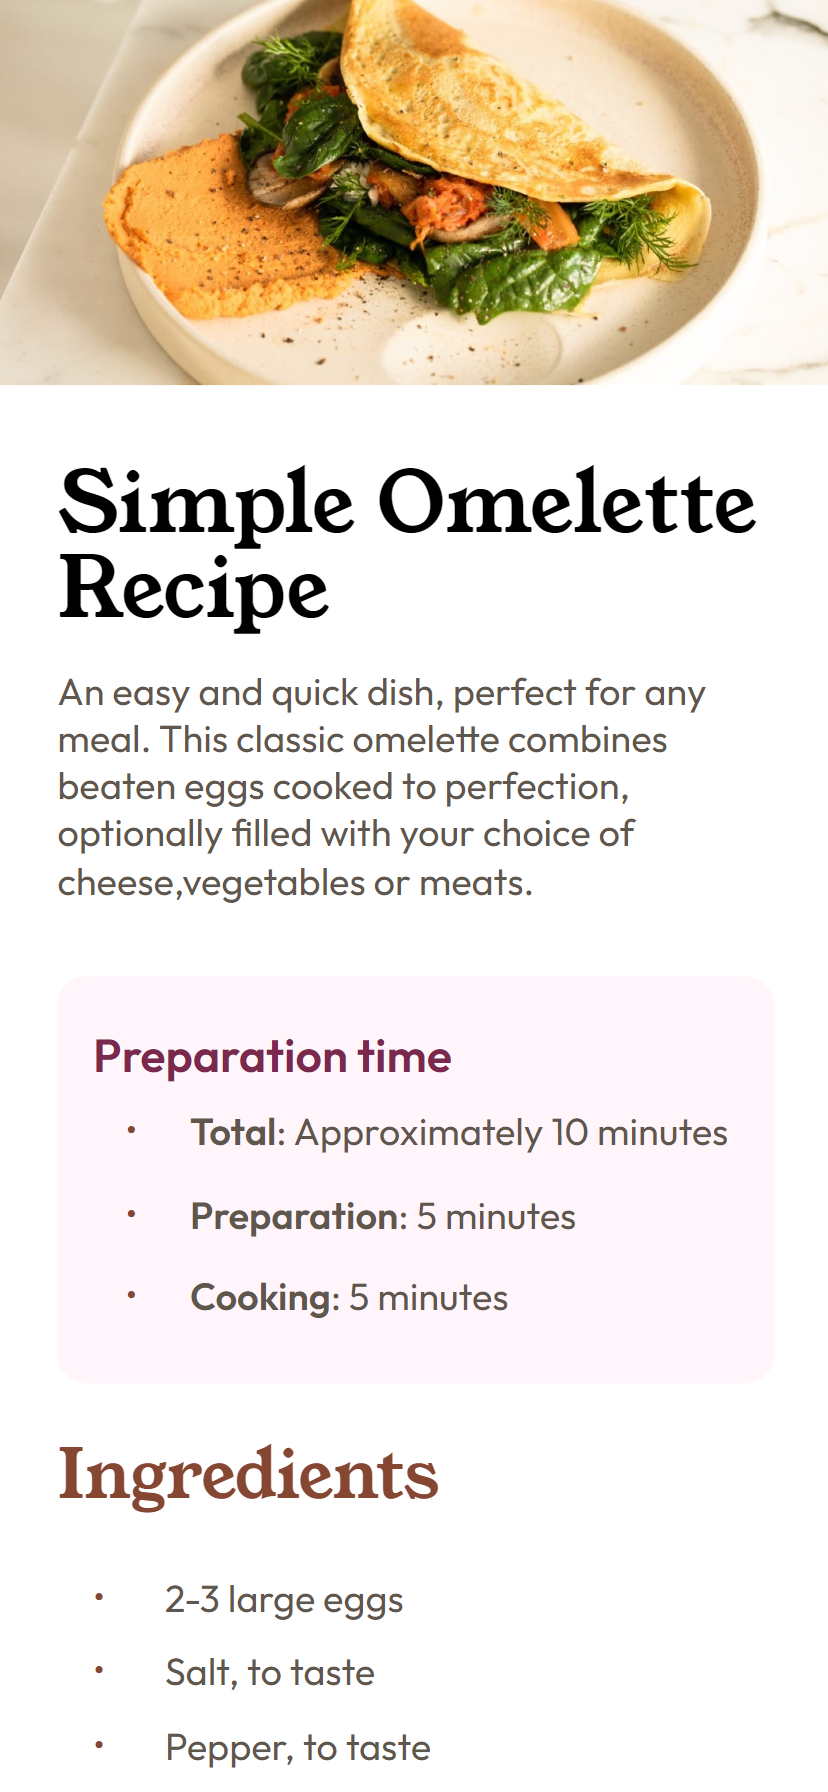 Simple Omelette
Recipe
An easy and quick dish, perfect for any
meal. This classic omelette combines
beaten eggs cooked to perfection,
optionally filled with your choice of
cheese,vegetables or meats.
Preparation time
• Total: Approximately 10 minutes
• Preparation: 5 minutes
• Cooking: 5 minutes
Ingredients
• 2-3 large eggs
• Salt, to taste
• Pepper, to taste